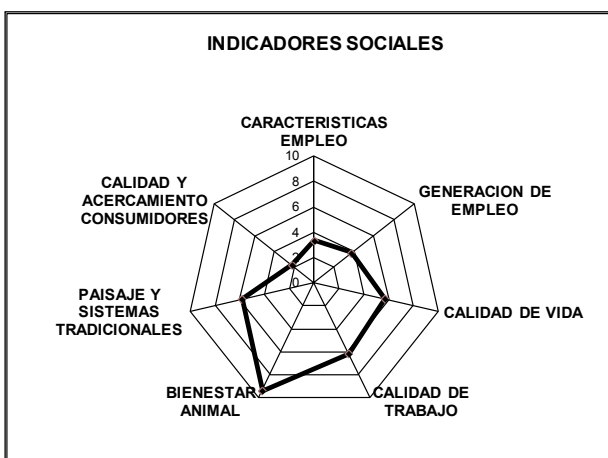 INDICADORES SOCIALES
CARACTERISTICAS
EMPLEO
10
8
6
4
2
0
GENERACION DE
EMPLEO
CALIDAD DE VIDA
CALIDAD DE
TRABAJO
BIENESTAR
ANIMAL
PAISAJE Y
SISTEMAS
TRADICIONALES
CALIDAD Y
ACERCAMIENTO
CONSUMIDORES